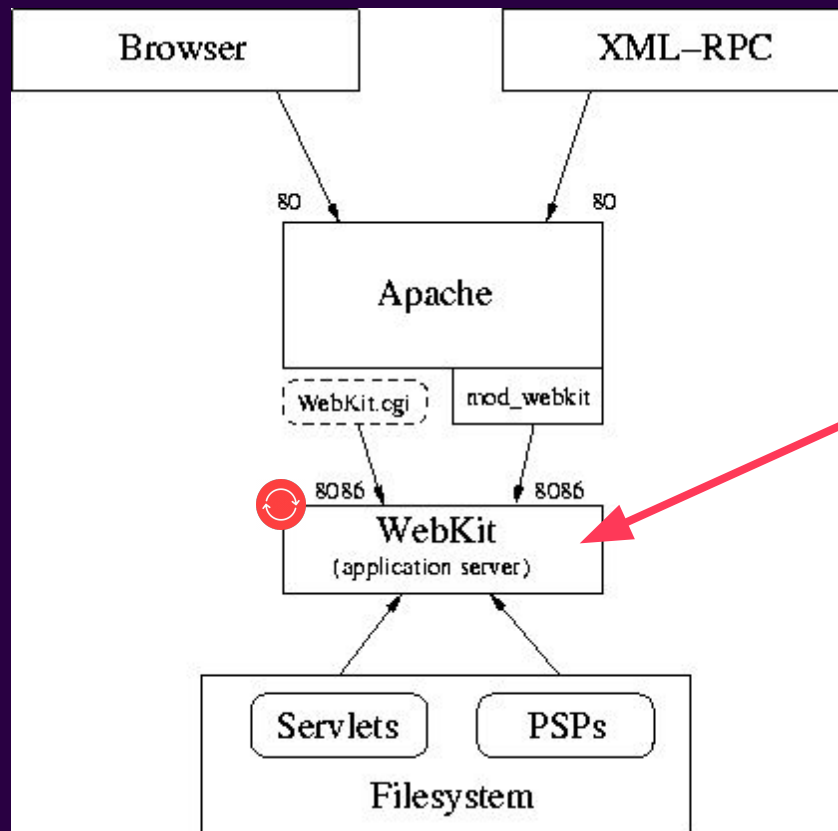 Browser
XML–RPC
80
80
Apache
WebKit.cgi
mod_webkit
8086
8086
WebKit
(application server)
Servlets
PSPs
Filesystem